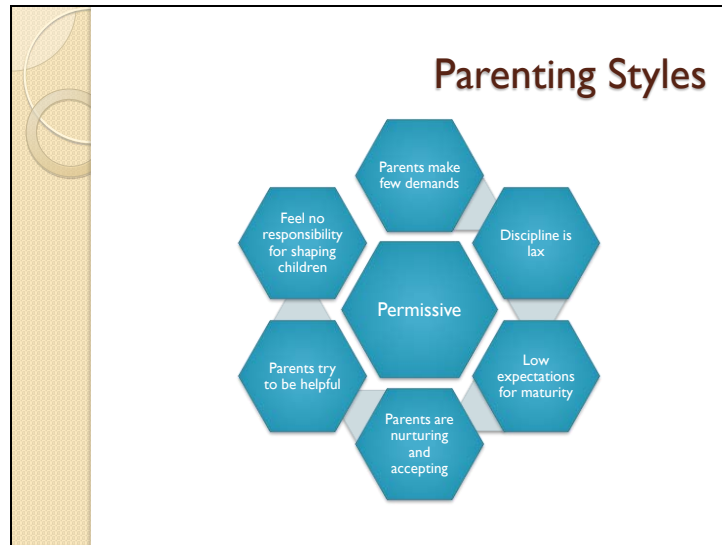 Parenting Styles
Parents make
few demands
Discipline is
lax
Low
expectations
for maturity
Parents are
nurturing
and
accepting
Parents try
to be helpful
Feel no
responsibility
for shaping
children
Permissive